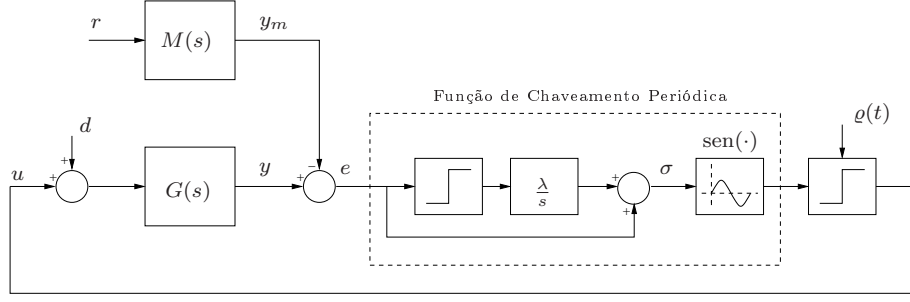 r
M(s)
y_m
Função de Chaveamento Periódica
d
ϱ(t)
sen(·)
+
−
+
+
+
u
G(s)
y
e
λ/s
+
σ
+